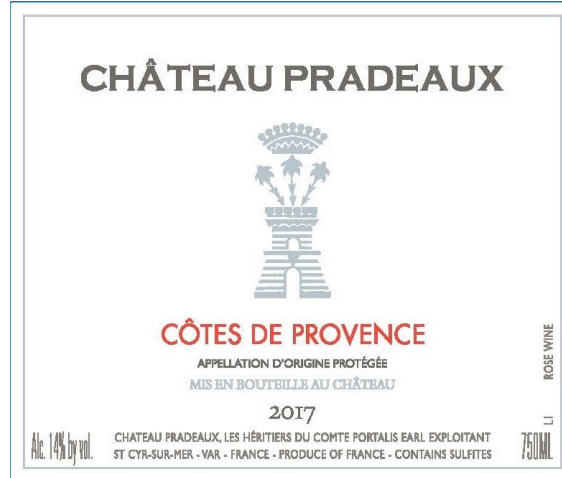 CHÂTEAU PRADEAUX
CÔTES DE PROVENCE
APPELLATION D'ORIGINE PROTÉGÉE
MIS EN BOUTEILLE AU CHÂTEAU
2017
Alc. 14% by vol.
CHATEAU PRADEAUX, LES HÉRITIERS DU COMTE PORTALIS EARL EXPLOITANT
ST CYR-SUR-MER - VAR - FRANCE - PRODUCE OF FRANCE - CONTAINS SULFITES
750ML
LI
ROSE WINE